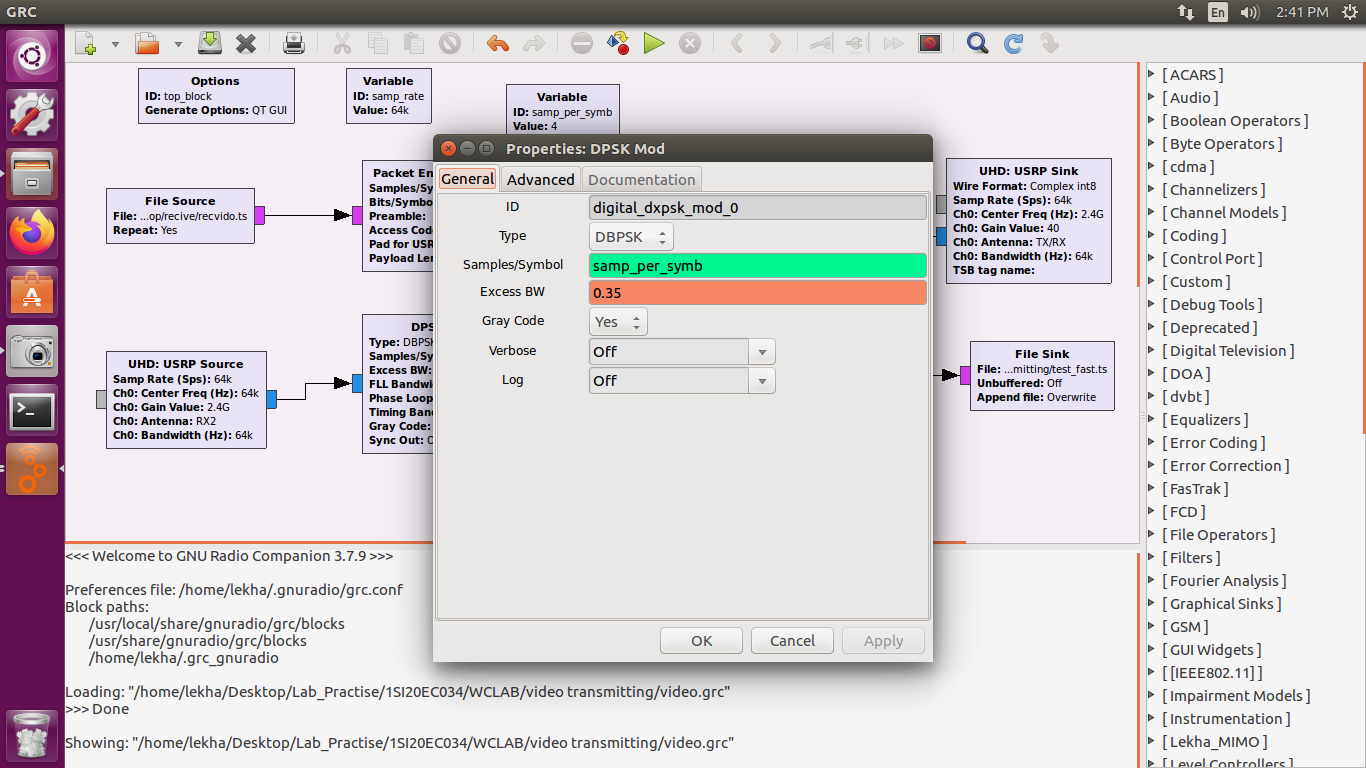 GRC
En
2:41 PM
Options
ID: top_block
Generate Options: QT GUI
Variable
ID: samp_rate
Value: 64k
Variable
ID: samp_per_symb
Value: 4
File Source
File: ...op/recive/recvido.ts
Repeat: Yes
Packet En
Samples/Sy
Bits/Symbo
Preamble:
Access Code
Pad for USR
Payload Len
UHD: USRP Sink
Wire Format: Complex int8
Samp Rate (Sps): 64k
Ch0: Center Freq (Hz): 2.4G
Ch0: Gain Value: 40
Ch0: Antenna: TX/RX
Ch0: Bandwidth (Hz): 64k
TSB tag name:
UHD: USRP Source
Samp Rate (Sps): 64k
Ch0: Center Freq (Hz): 64k
Ch0: Gain Value: 2.4G
Ch0: Antenna: RX2
Ch0: Bandwidth (Hz): 64k
DPS
Type: DBPSK
Samples/Sy
Excess BW:
FLL Bandw
Phase Loop
Timing Band
Gray Code:
Sync Out: O
File Sink
File: ...mitting/test_fast.ts
Unbuffered: Off
Append file: Overwrite
Properties: DPSK Mod
General
Advanced
Documentation
ID
digital_dxpsk_mod_0
Type
DBPSK
Samples/Symbol
samp_per_symb
Excess BW
0.35
Gray Code
Yes
Verbose
Off
Log
Off
OK
Cancel
Apply
<<< Welcome to GNU Radio Companion 3.7.9 >>>
Preferences file: /home/lekha/.gnuradio/grc.conf
Block paths:
/usr/local/share/gnuradio/grc/blocks
/usr/share/gnuradio/grc/blocks
/home/lekha/.grc_gnuradio
Loading: "/home/lekha/Desktop/Lab_Practise/1SI20EC034/WCLAB/video transmitting/video.grc"
>>> Done
Showing: "/home/lekha/Desktop/Lab_Practise/1SI20EC034/WCLAB/video transmitting/video.grc"
[ ACARS ]
[ Audio ]
[ Boolean Operators ]
[ Byte Operators ]
[ cdma ]
[ Channelizers ]
[ Channel Models ]
[ Coding ]
[ Control Port ]
[ Custom ]
[ Debug Tools ]
[ Deprecated ]
[ Digital Television ]
[ DOA ]
[ dvbt ]
[ Equalizers ]
[ Error Coding ]
[ Error Correction ]
[ FasTrak ]
[ FCD ]
[ File Operators ]
[ Filters ]
[ Fourier Analysis ]
[ Graphical Sinks ]
[ GSM ]
[ GUI Widgets ]
[ [IEEE802.11] ]
[ Impairment Models ]
[ Instrumentation ]
[ Lekha_MIMO ]
[ Level Controllers ]